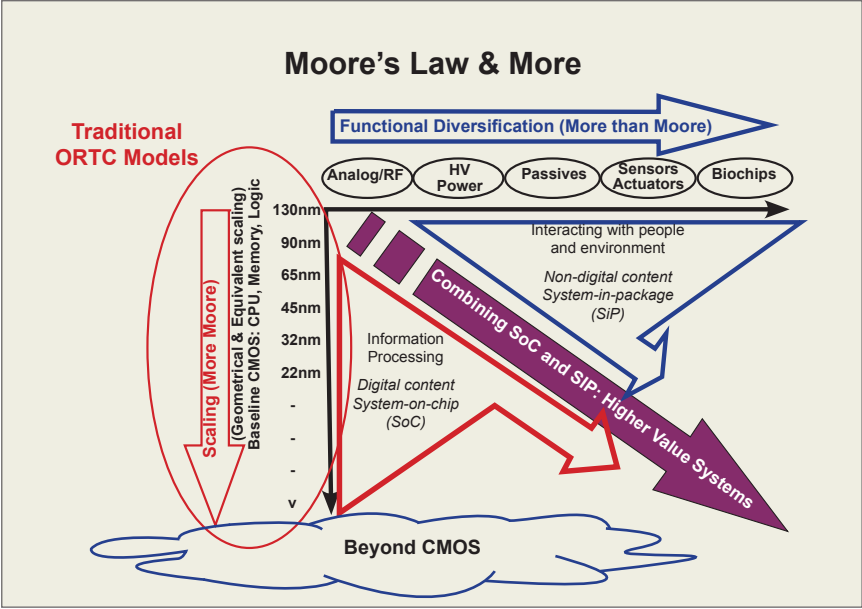 Moore's Law & More
Traditional
ORTC Models
Functional Diversification (More than Moore)
Analog/RF
HV
Power
Passives
Sensors
Actuators
Biochips
Scaling (More Moore)
(Geometrical & Equivalent scaling)
Baseline CMOS: CPU, Memory, Logic
130nm
90nm
65nm
45nm
32nm
22nm
-
-
-
v
Interacting with people
and environment
Non-digital content
System-in-package
(SiP)
Combining SoC and SIP: Higher Value Systems
Information
Processing
Digital content
System-on-chip
(SoC)
Beyond CMOS